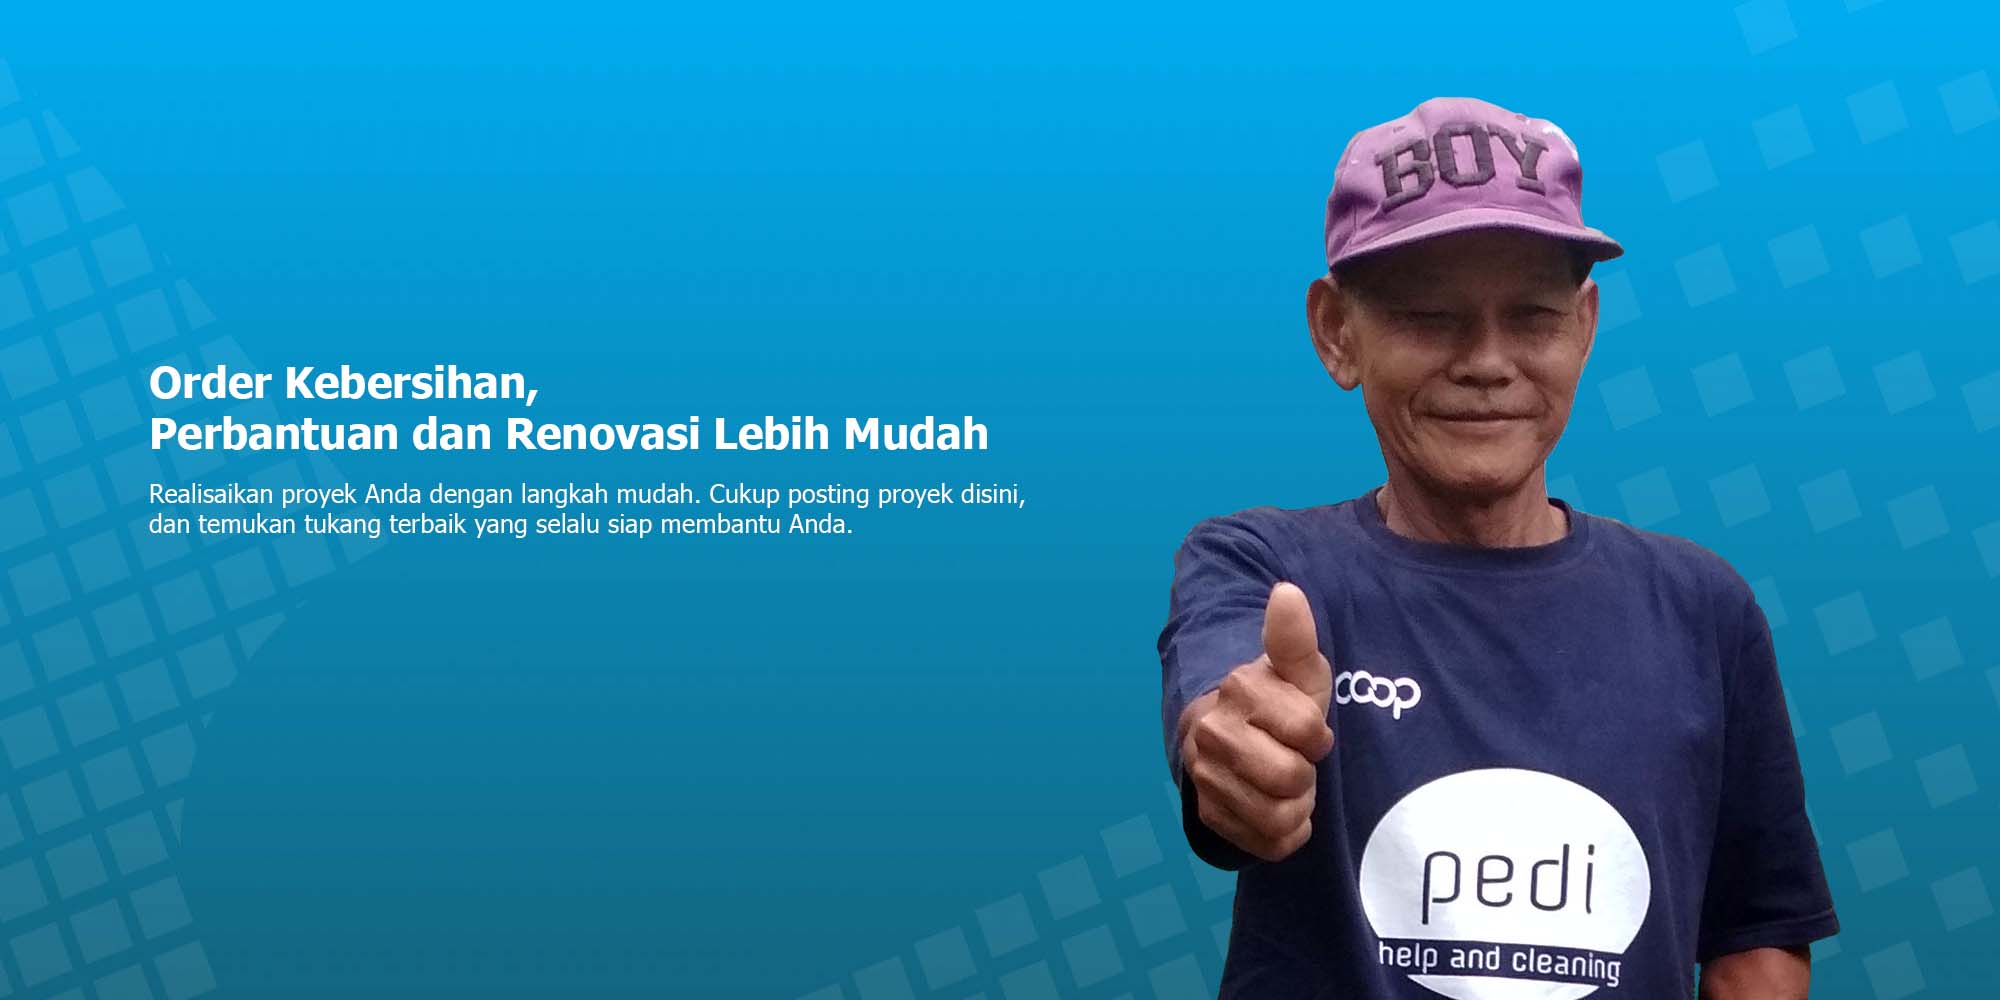 Order Kebersihan,
Perbantuan dan Renovasi Lebih Mudah
Realisaikan proyek Anda dengan langkah mudah. Cukup posting proyek disini,
dan temukan tukang terbaik yang selalu siap membantu Anda.
BOY
coop
pedi
help and cleaning